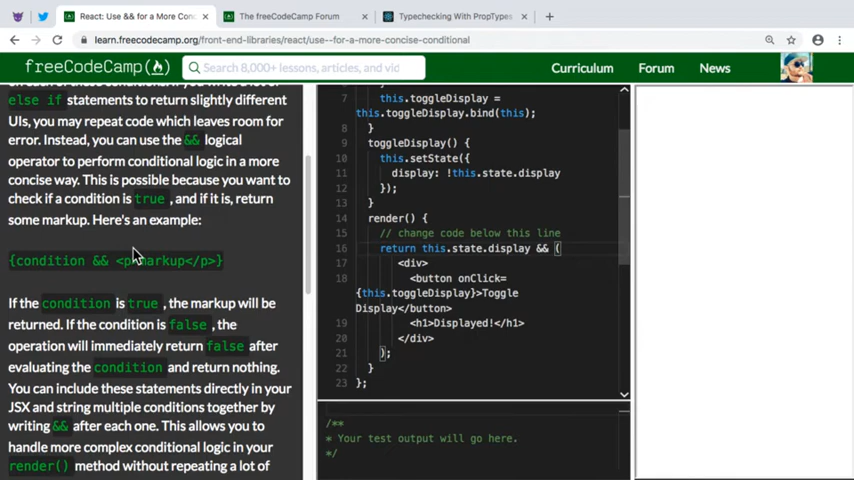 React: Use && for a More Conc
The freeCodeCamp Forum
Typechecking With PropTypes
learn.freecodecamp.org/front-end-libraries/react/use--for-a-more-concise-conditional
freeCodeCamp
Search 8,000+ lessons, articles, and vid
Curriculum
Forum
News
else if statements to return slightly different
UIs, you may repeat code which leaves room for
error. Instead, you can use the && logical
operator to perform conditional logic in a more
concise way. This is possible because you want to
check if a condition is true , and if it is, return
some markup. Here's an example:
{condition && <p>markup</p>}
If the condition is true , the markup will be
returned. If the condition is false , the
operation will immediately return false after
evaluating the condition and return nothing.
You can include these statements directly in your
JSX and string multiple conditions together by
writing && after each one. This allows you to
handle more complex conditional logic in your
render() method without repeating a lot of
7 this.toggleDisplay =
this.toggleDisplay.bind(this);
8 }
9 toggleDisplay() {
10 this.setState({
11 display: !this.state.display
12 });
13 }
14 render() {
15 // change code below this line
16 return this.state.display && (
17 <div>
18 <button onClick=
{this.toggleDisplay}>Toggle
Display</button>
19 <h1>Displayed!</h1>
20 </div>
21 );
22 }
23 };
/**
* Your test output will go here.
*/